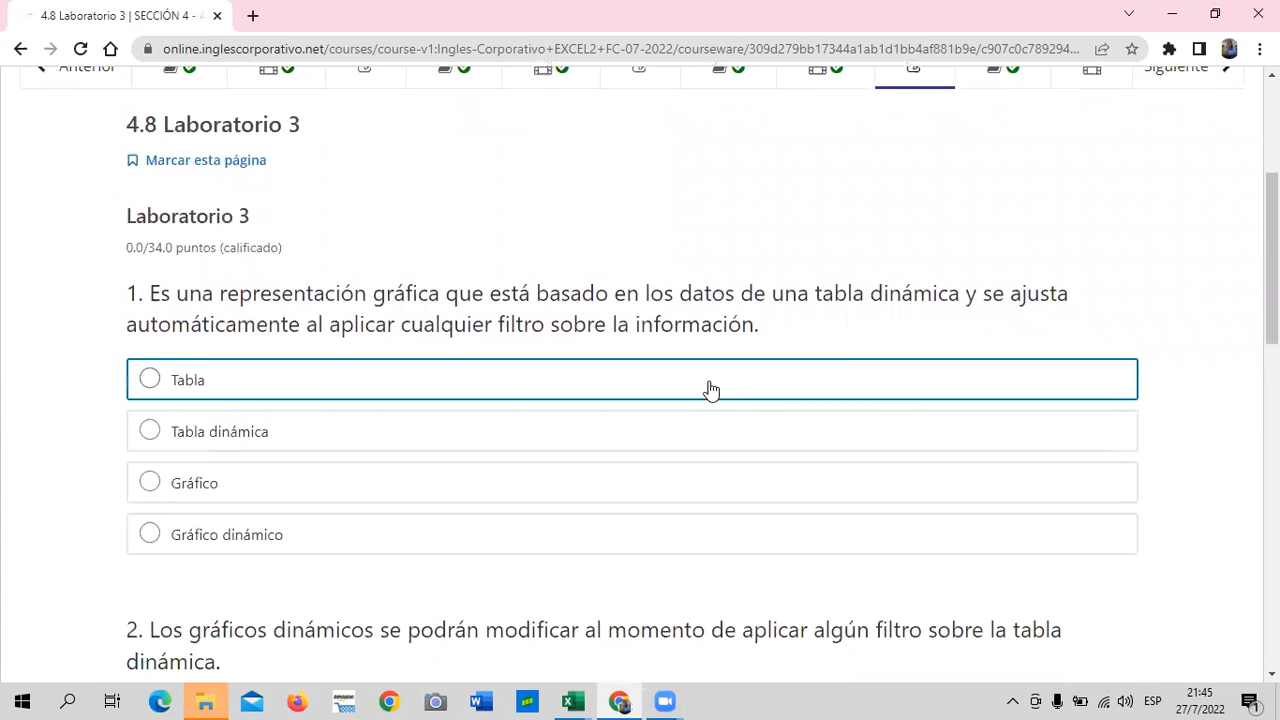 4.8 Laboratorio 3 | SECCIÓN 4 -
online.inglescorporativo.net/courses/course-v1:Ingles-Corporativo+EXCEL2+FC-07-2022/courseware/309d279bb17344a1ab1d1bb4af881b9e/c907c0c789294...
Anterior
Siguiente
4.8 Laboratorio 3
Marcar esta página
Laboratorio 3
0.0/34.0 puntos (calificado)
1. Es una representación gráfica que está basado en los datos de una tabla dinámica y se ajusta
automáticamente al aplicar cualquier filtro sobre la información.
Tabla
Tabla dinámica
Gráfico
Gráfico dinámico
2. Los gráficos dinámicos se podrán modificar al momento de aplicar algún filtro sobre la tabla
dinámica.
amazon
ESP
21:45
27/7/2022
1